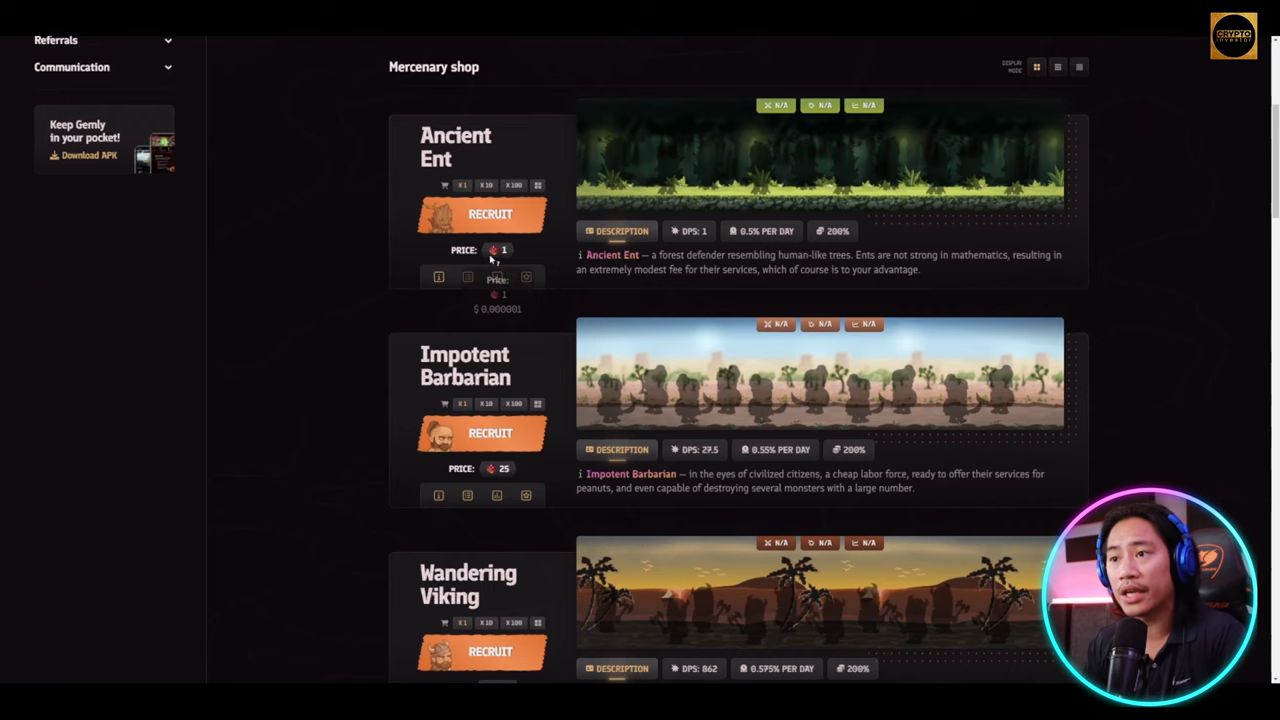 CRYPTO
investor
Referrals
Communication
Keep Gemly
in your pocket!
Download APK
Mercenary shop
DISPLAY
MODE
Ancient
Ent
X1 X10 X100
RECRUIT
PRICE: 1
Price:
1
$ 0.000001
N/A N/A N/A
DESCRIPTION DPS: 1 0.5% PER DAY 200%
Ancient Ent — a forest defender resembling human-like trees. Ents are not strong in mathematics, resulting in
an extremely modest fee for their services, which of course is to your advantage.
Impotent
Barbarian
X1 X10 X100
RECRUIT
PRICE: 25
N/A N/A N/A
DESCRIPTION DPS: 27.5 0.55% PER DAY 200%
Impotent Barbarian — in the eyes of civilized citizens, a cheap labor force, ready to offer their services for
peanuts, and even capable of destroying several monsters with a large number.
Wandering
Viking
X1 X10 X100
RECRUIT
N/A N/A N/A
DESCRIPTION DPS: 862 0.575% PER DAY 200%